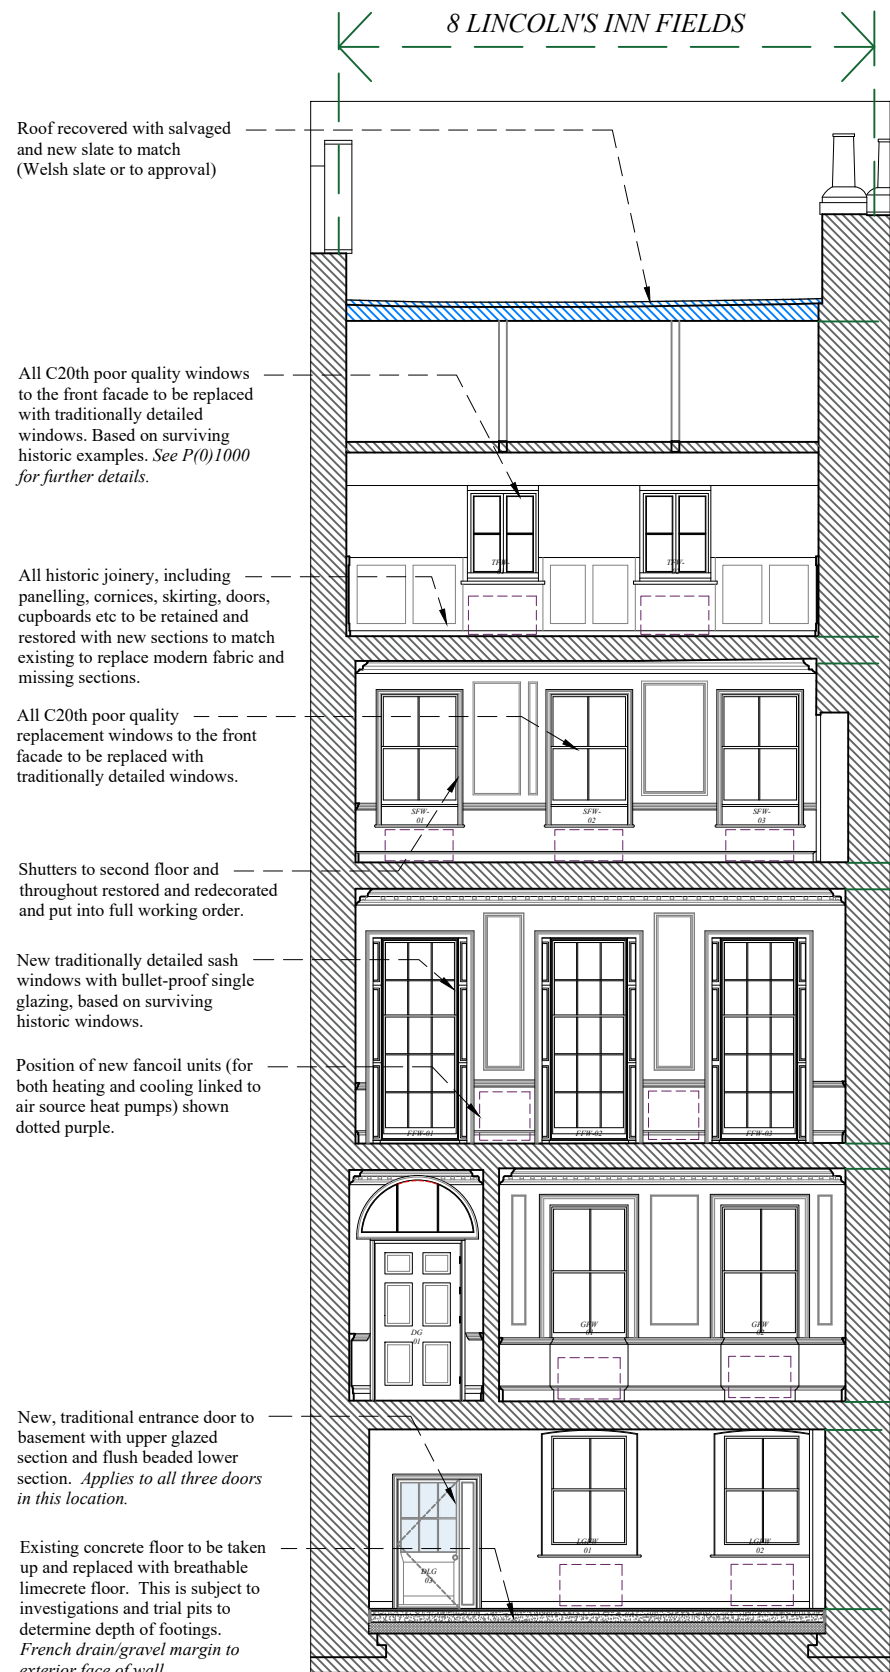 8 LINCOLN'S INN FIELDS
Roof recovered with salvaged
and new slate to match
(Welsh slate or to approval)
All C20th poor quality windows
to the front facade to be replaced
with traditionally detailed
windows. Based on surviving
historic examples. See P(0)1000
for further details.
All historic joinery, including
panelling, cornices, skirting, doors,
cupboards etc to be retained and
restored with new sections to match
existing to replace modern fabric and
missing sections.
All C20th poor quality
replacement windows to the front
facade to be replaced with
traditionally detailed windows.
Shutters to second floor and
throughout restored and redecorated
and put into full working order.
New traditionally detailed sash
windows with bullet-proof single
glazing, based on surviving
historic windows.
Position of new fancoil units (for
both heating and cooling linked to
air source heat pumps) shown
dotted purple.
New, traditional entrance door to
basement with upper glazed
section and flush beaded lower
section. Applies to all three doors
in this location.
Existing concrete floor to be taken
up and replaced with breathable
limecrete floor. This is subject to
investigations and trial pits to
determine depth of footings.
French drain/gravel margin to
exterior face of wall
TFW-
01
TFW-
02
SFW-
01
SFW-
02
SFW-
03
FFW-01
FFW-02
FFW-03
DG
01
GFW
01
GFW
02
DLG
03
LGFW
01
LGFW
02